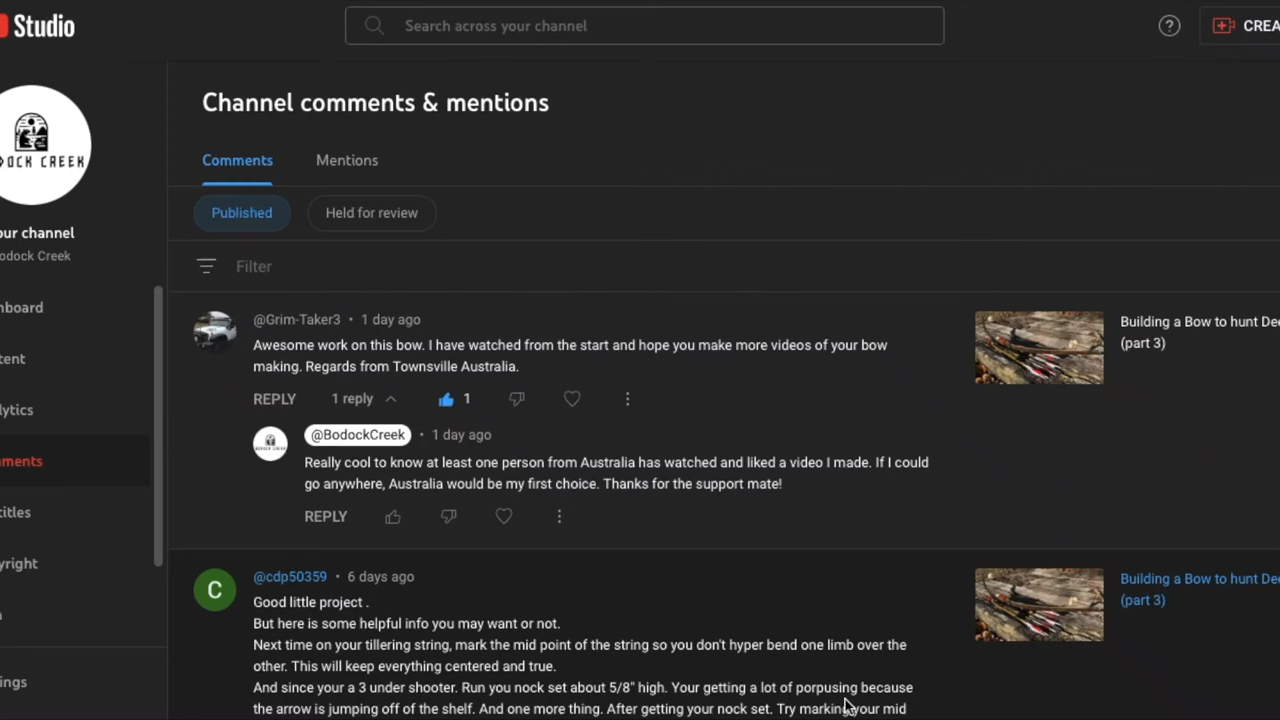 Studio
Search across your channel
CREA
Channel comments & mentions
OCK CREEK
Comments
Mentions
Published
Held for review
our channel
odock Creek
Filter
nboard
@Grim-Taker3 • 1 day ago
Awesome work on this bow. I have watched from the start and hope you make more videos of your bow
making. Regards from Townsville Australia.
Building a Bow to hunt De
(part 3)
tent
REPLY 1 reply 1
lytics
@BodockCreek • 1 day ago
Really cool to know at least one person from Australia has watched and liked a video I made. If I could
go anywhere, Australia would be my first choice. Thanks for the support mate!
ments
REPLY
titles
yright
@cdp50359 • 6 days ago
C
Building a Bow to hunt De
(part 3)
Good little project .
But here is some helpful info you may want or not.
Next time on your tillering string, mark the mid point of the string so you don't hyper bend one limb over the
other. This will keep everything centered and true.
And since your a 3 under shooter. Run you nock set about 5/8" high. Your getting a lot of porpusing because
the arrow is jumping off of the shelf. And one more thing. After getting your nock set. Try marking your mid
ings